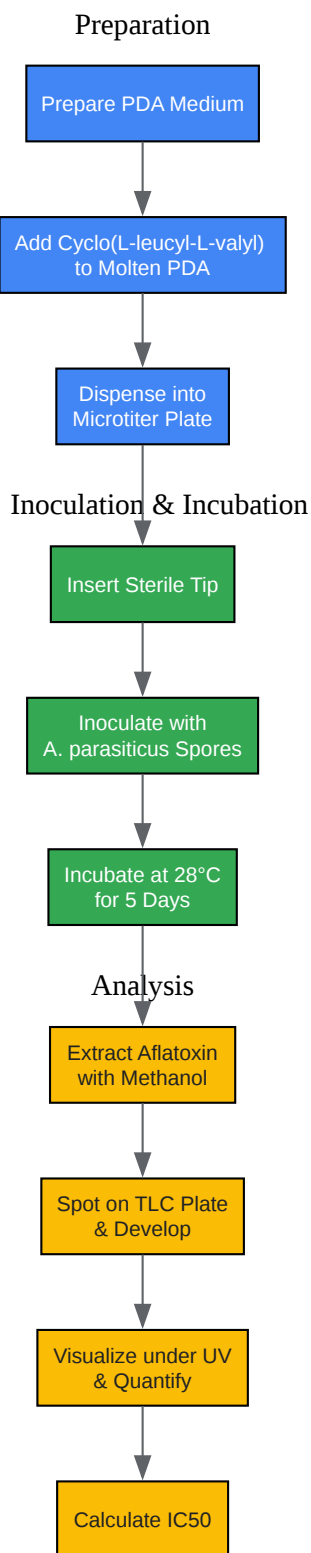 Preparation
Prepare PDA Medium
Add Cyclo(L-leucyl-L-valyl)
to Molten PDA
Dispense into
Microtiter Plate
Inoculation & Incubation
Insert Sterile Tip
Inoculate with
A. parasiticus Spores
Incubate at 28°C
for 5 Days
Analysis
Extract Aflatoxin
with Methanol
Spot on TLC Plate
& Develop
Visualize under UV
& Quantify
Calculate IC50